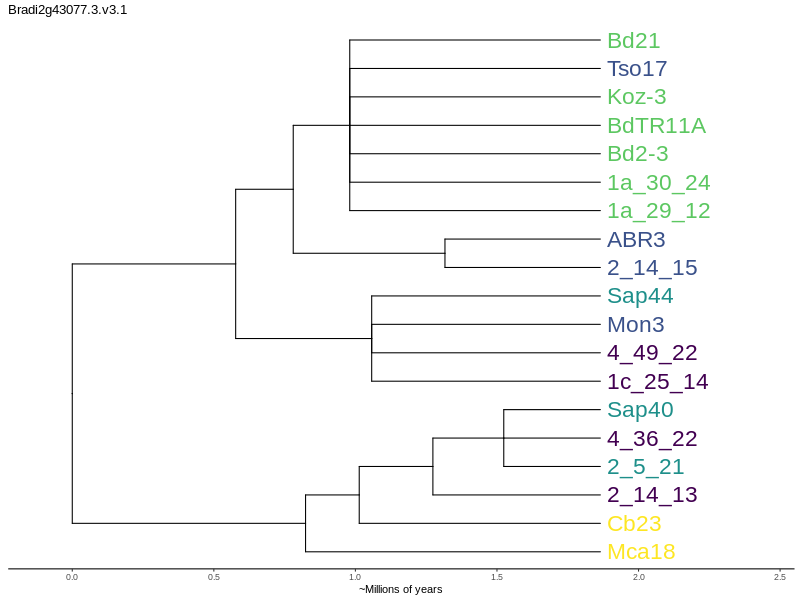 Bradi2g43077.3.v3.1
Bd21
Tso17
Koz-3
BdTR11A
Bd2-3
1a_30_24
1a_29_12
ABR3
2_14_15
Sap44
Mon3
4_49_22
1c_25_14
Sap40
4_36_22
2_5_21
2_14_13
Cb23
Mca18
0.0 0.5 1.0 1.5 2.0 2.5
~Millions of years